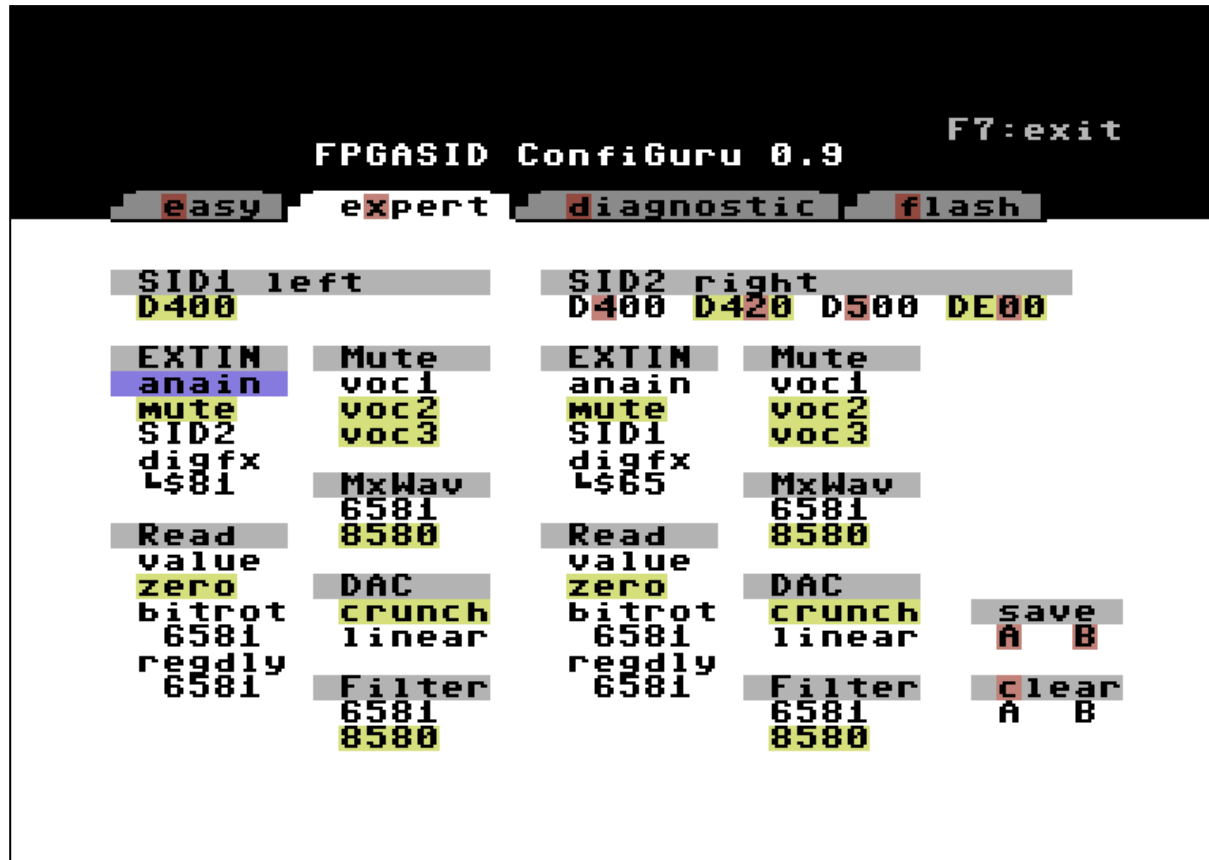 F7:exit
FPGASID ConfiGuru 0.9
easy expert diagnostic flash
SID1 left SID2 right
D400 D400 D420 D500 DE00
EXTIN Mute EXTIN Mute
anain voc1 anain voc1
mute voc2 mute voc2
SID2 voc3 SID1 voc3
digfx digfx
└$81 MxWav └$65 MxWav
6581 6581
Read 8580 Read 8580
value value
zero DAC zero DAC
bitrot crunch bitrot crunch save
6581 linear 6581 linear A B
regdly regdly
6581 Filter 6581 Filter clear
6581 6581 A B
8580 8580